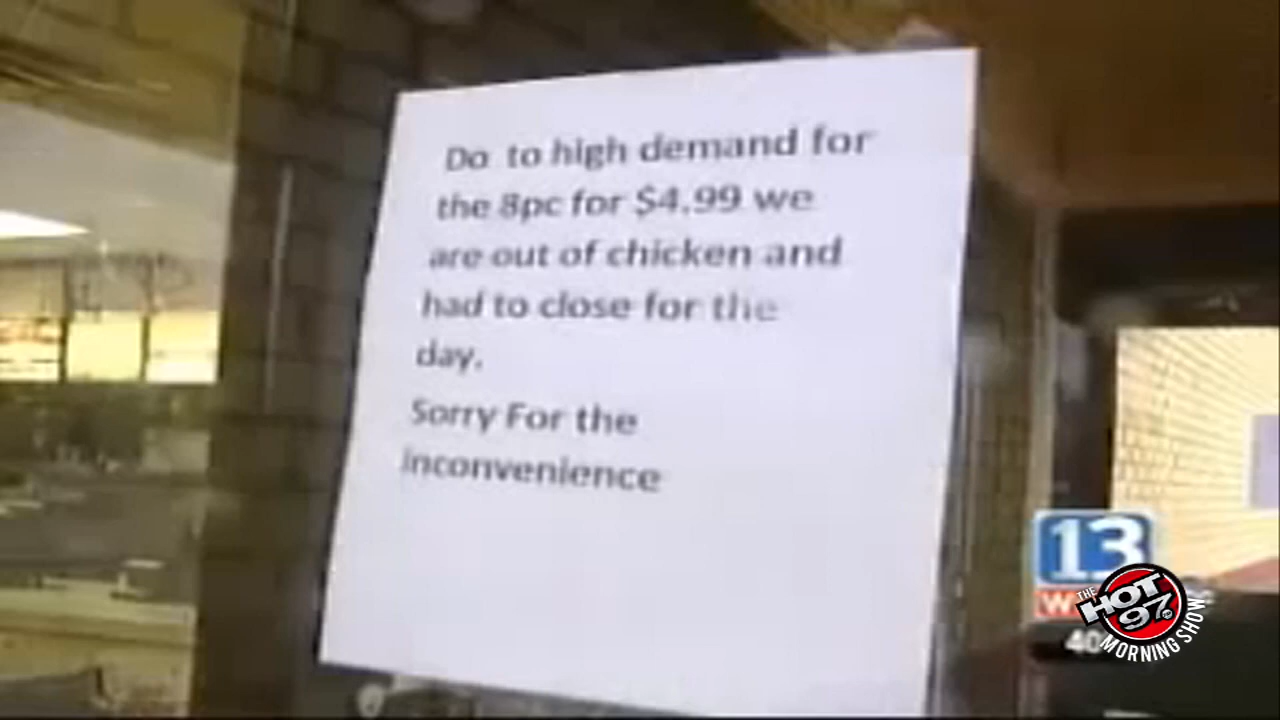 Do to high demand for
the 8pc for $4.99 we
are out of chicken and
had to close for the
day.
Sorry For the
inconvenience
13
W
40
THE
HOT
97
MORNING SHOW